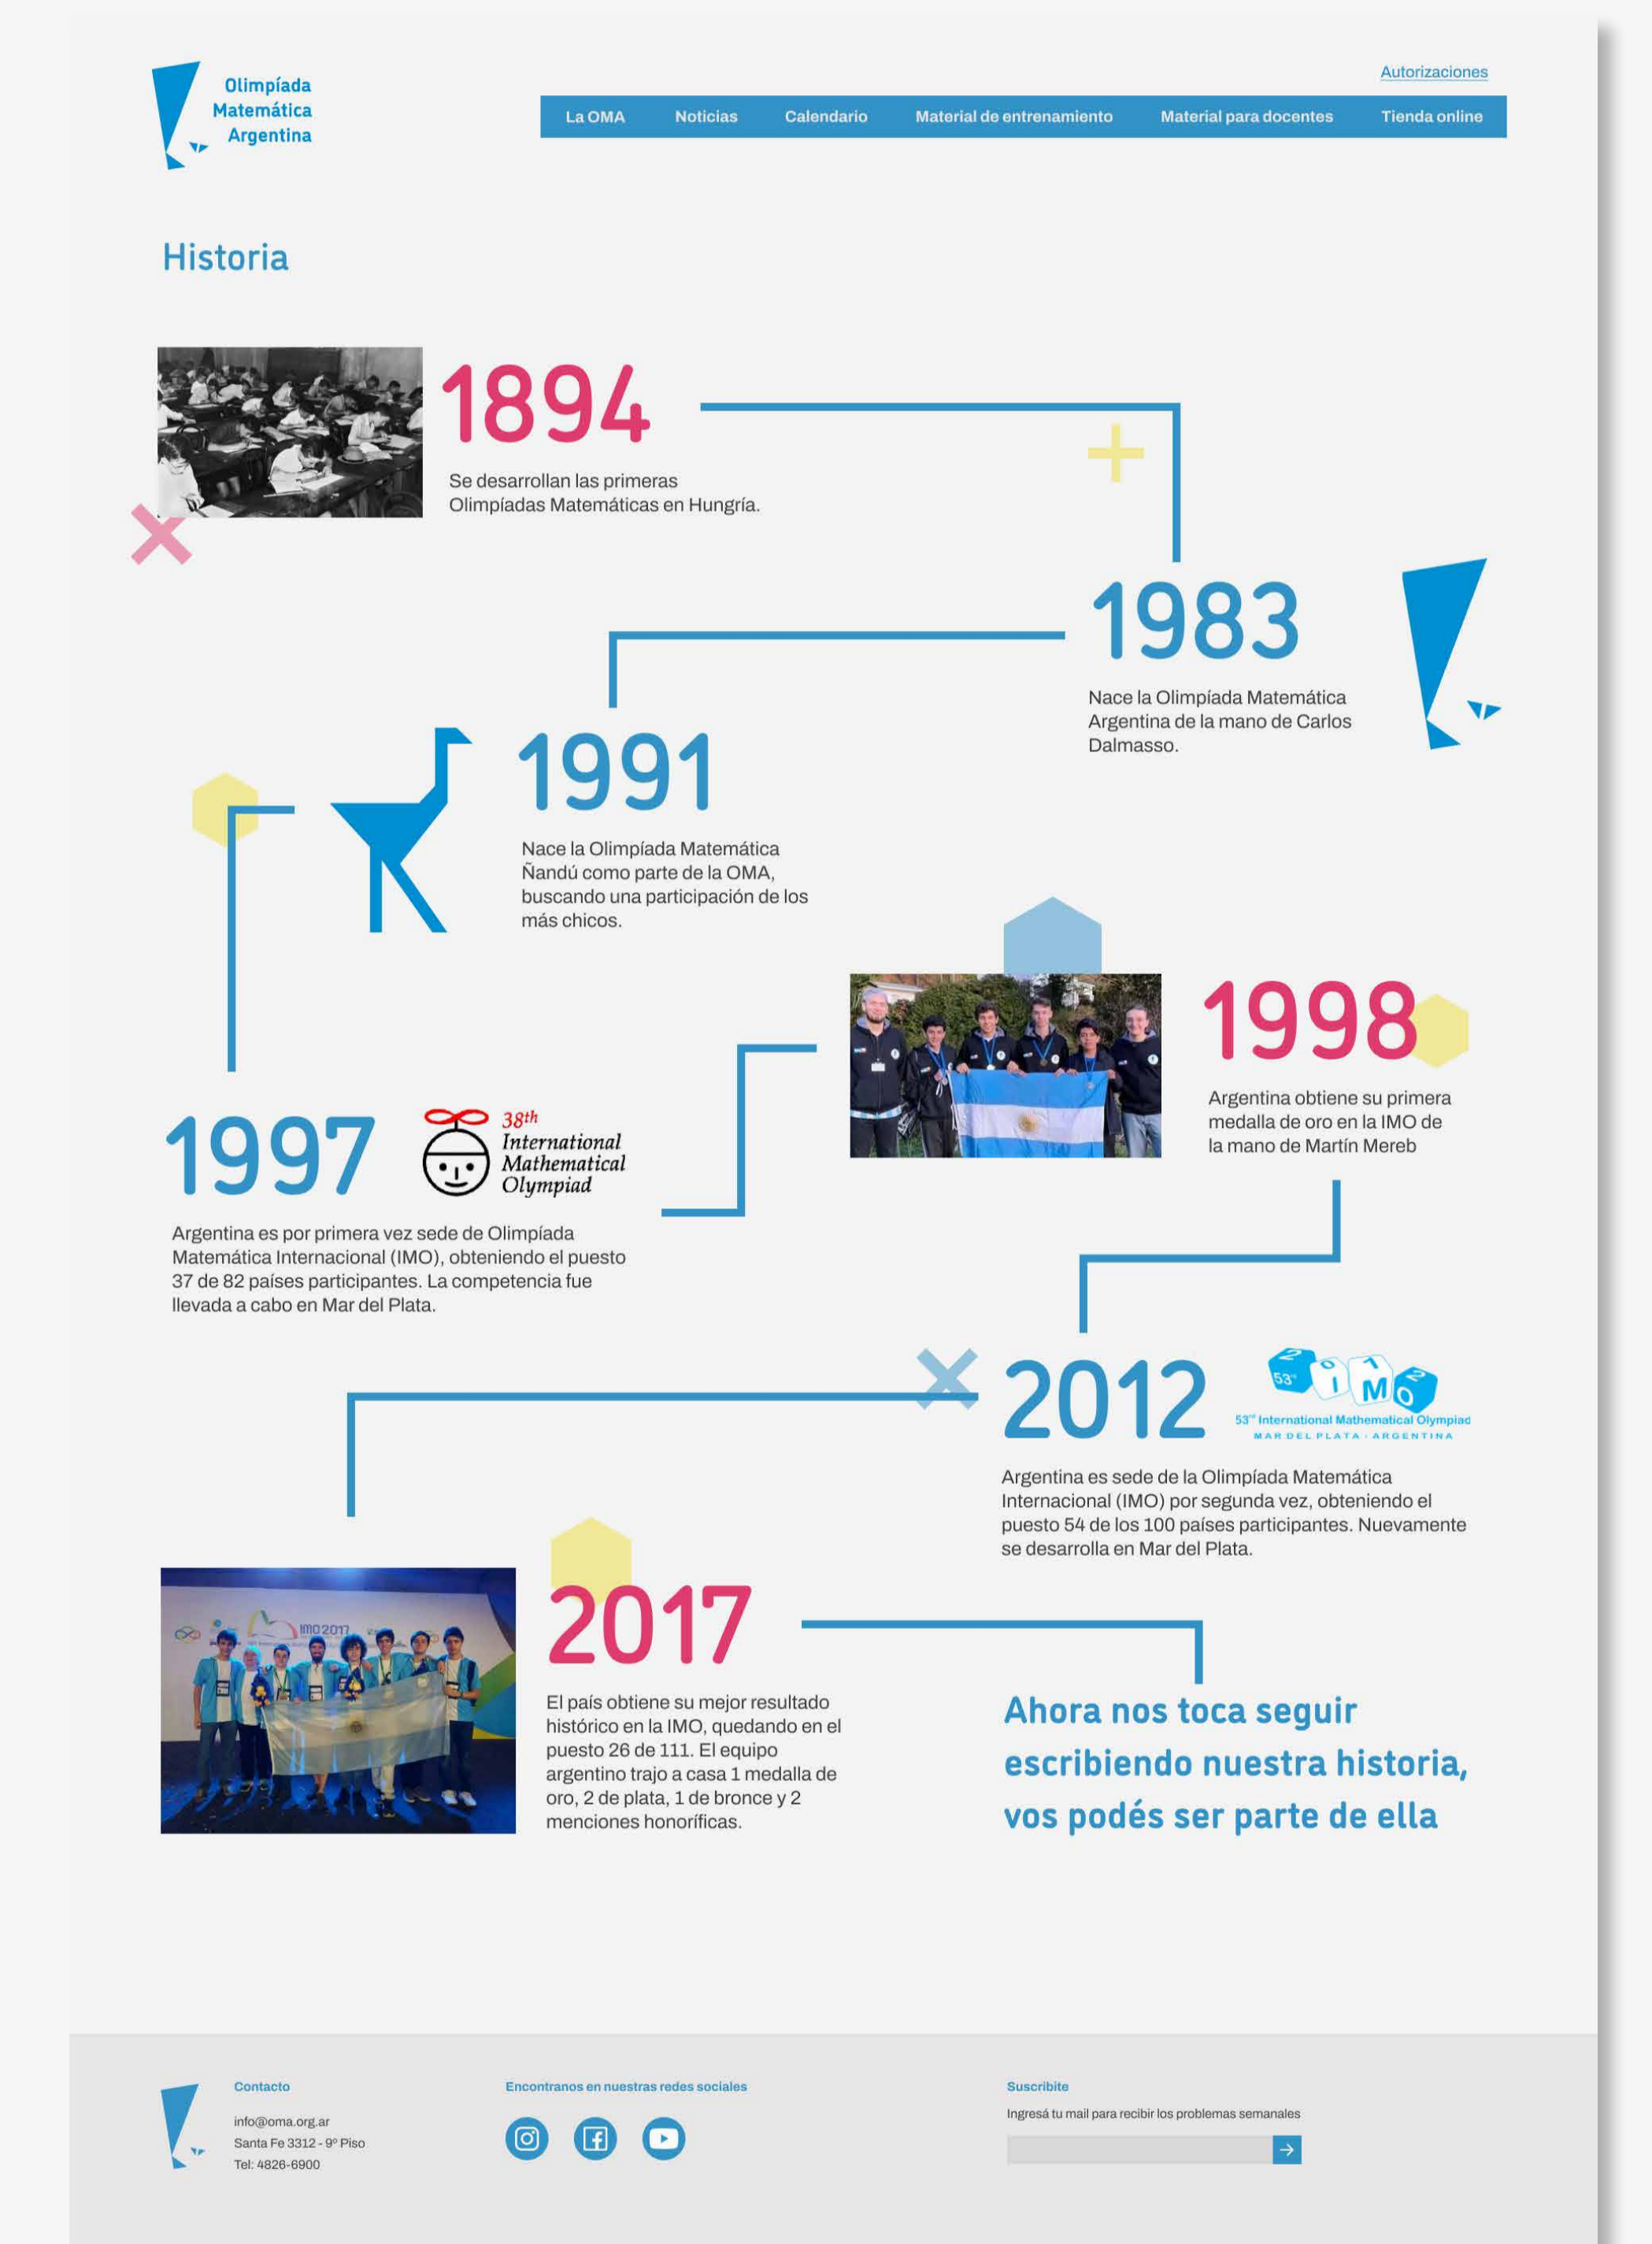 Olimpíada
Matemática
Argentina
Autorizaciones
La OMA Noticias Calendario Material de entrenamiento Material para docentes Tienda online
Historia
1894
Se desarrollan las primeras
Olimpíadas Matemáticas en Hungría.
1983
Nace la Olimpíada Matemática
Argentina de la mano de Carlos
Dalmasso.
1991
Nace la Olimpíada Matemática
Ñandú como parte de la OMA,
buscando una participación de los
más chicos.
1997
38th
International
Mathematical
Olympiad
Argentina es por primera vez sede de Olimpíada
Matemática Internacional (IMO), obteniendo el puesto
37 de 82 países participantes. La competencia fue
llevada a cabo en Mar del Plata.
1998
Argentina obtiene su primera
medalla de oro en la IMO de
la mano de Martín Mereb
2012
2 0 1 2
53rd I M O
53rd International Mathematical Olympiad
MAR DEL PLATA - ARGENTINA
Argentina es sede de la Olimpíada Matemática
Internacional (IMO) por segunda vez, obteniendo el
puesto 54 de los 100 países participantes. Nuevamente
se desarrolla en Mar del Plata.
IMO2017
2017
El país obtiene su mejor resultado
histórico en la IMO, quedando en el
puesto 26 de 111. El equipo
argentino trajo a casa 1 medalla de
oro, 2 de plata, 1 de bronce y 2
menciones honoríficas.
Ahora nos toca seguir
escribiendo nuestra historia,
vos podés ser parte de ella
Contacto
info@oma.org.ar
Santa Fe 3312 - 9º Piso
Tel: 4826-6900
Encontranos en nuestras redes sociales
Suscribite
Ingresá tu mail para recibir los problemas semanales